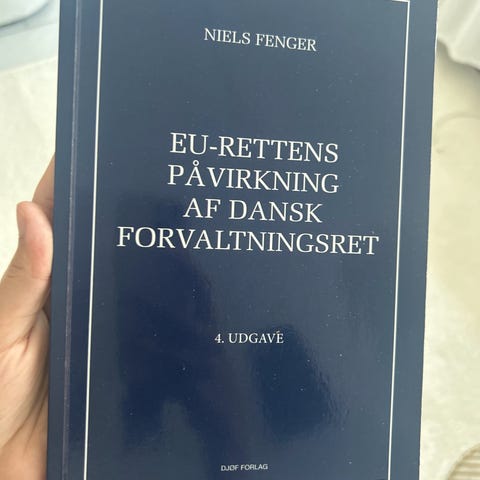 NIELS FENGER
EU-RETTENS
PÅVIRKNING
AF DANSK
FORVALTNINGSRET
4. UDGAVE
DJØF FORLAG